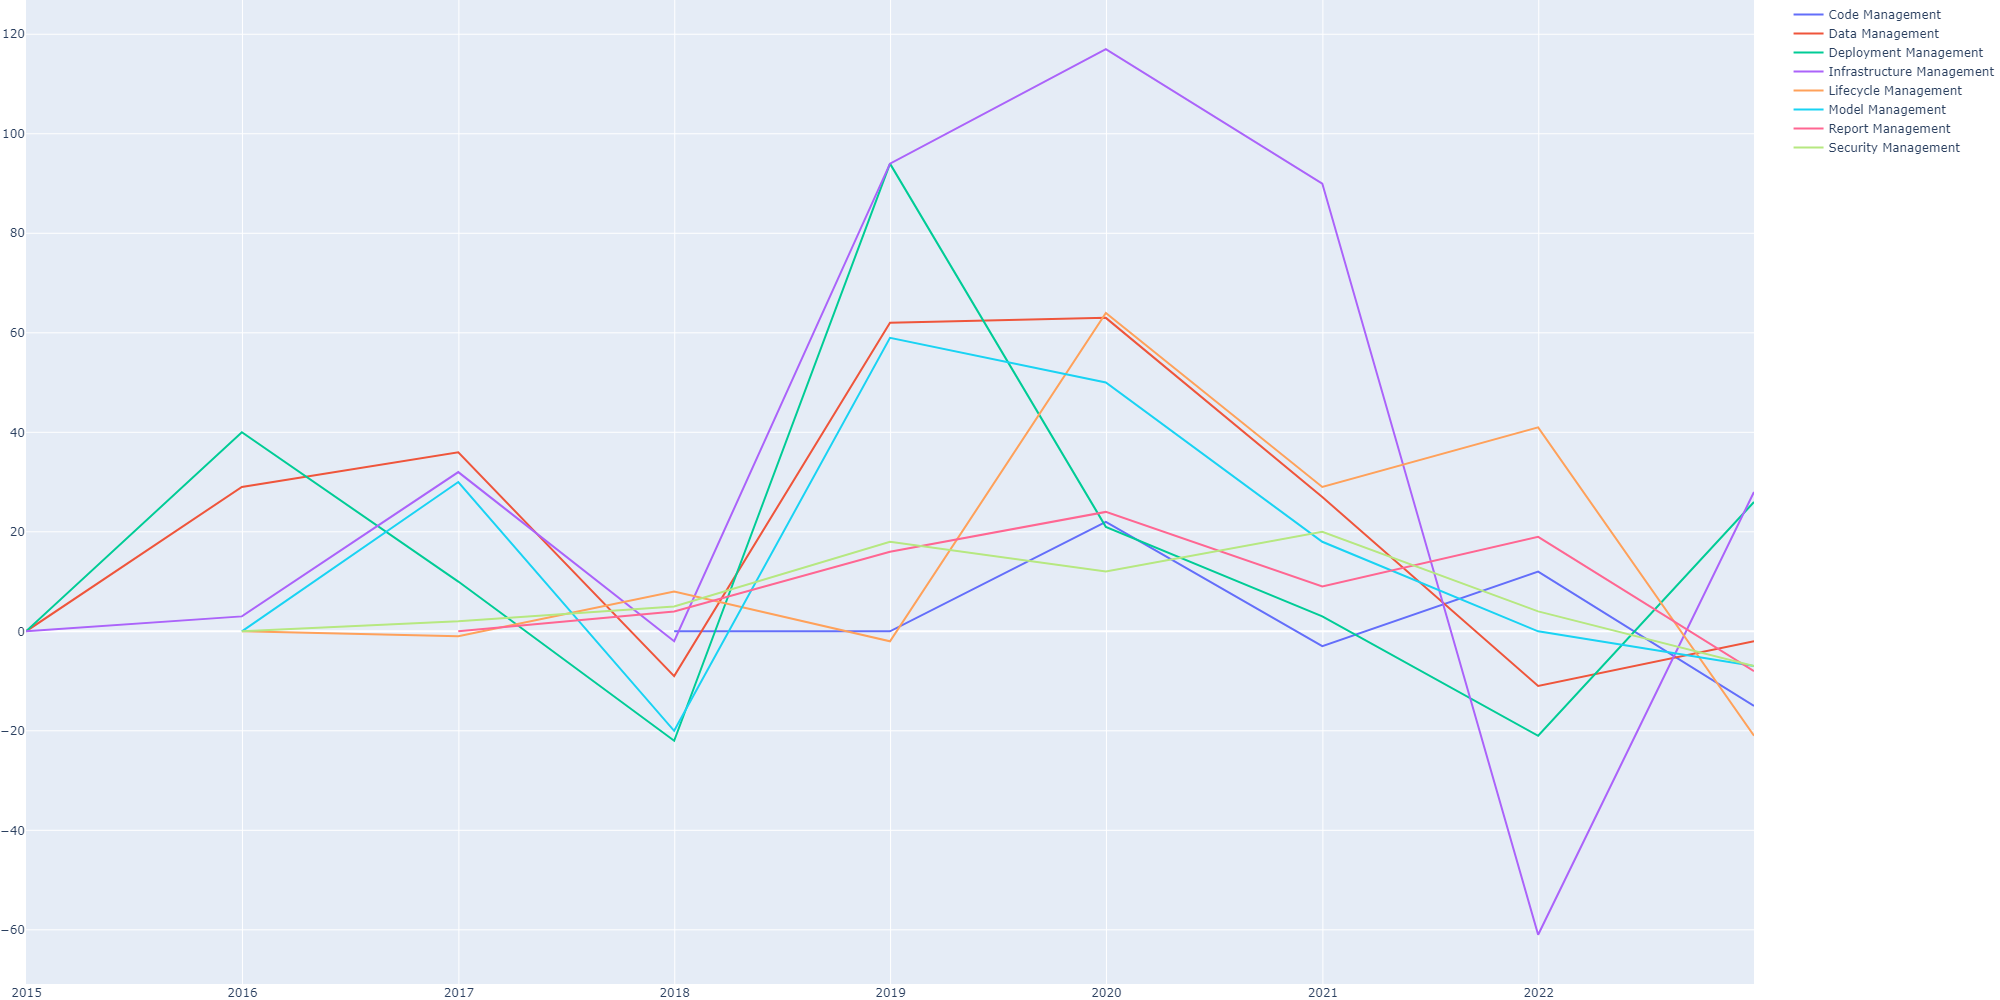 120
100
80
60
40
20
0
−20
−40
−60
2015 2016 2017 2018 2019 2020 2021 2022
Code Management
Data Management
Deployment Management
Infrastructure Management
Lifecycle Management
Model Management
Report Management
Security Management